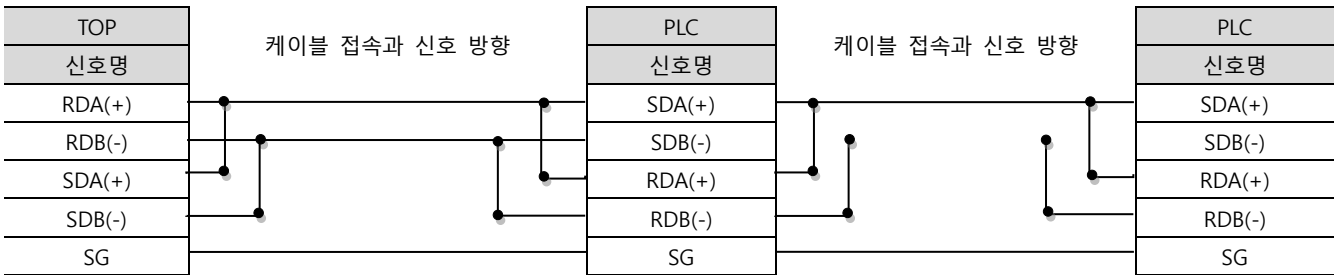 TOP 케이블 접속과 신호 방향 PLC 케이블 접속과 신호 방향 PLC
신호명 신호명 신호명
RDA(+) SDA(+) SDA(+)
RDB(-) SDB(-) SDB(-)
SDA(+) RDA(+) RDA(+)
SDB(-) RDB(-) RDB(-)
SG SG SG